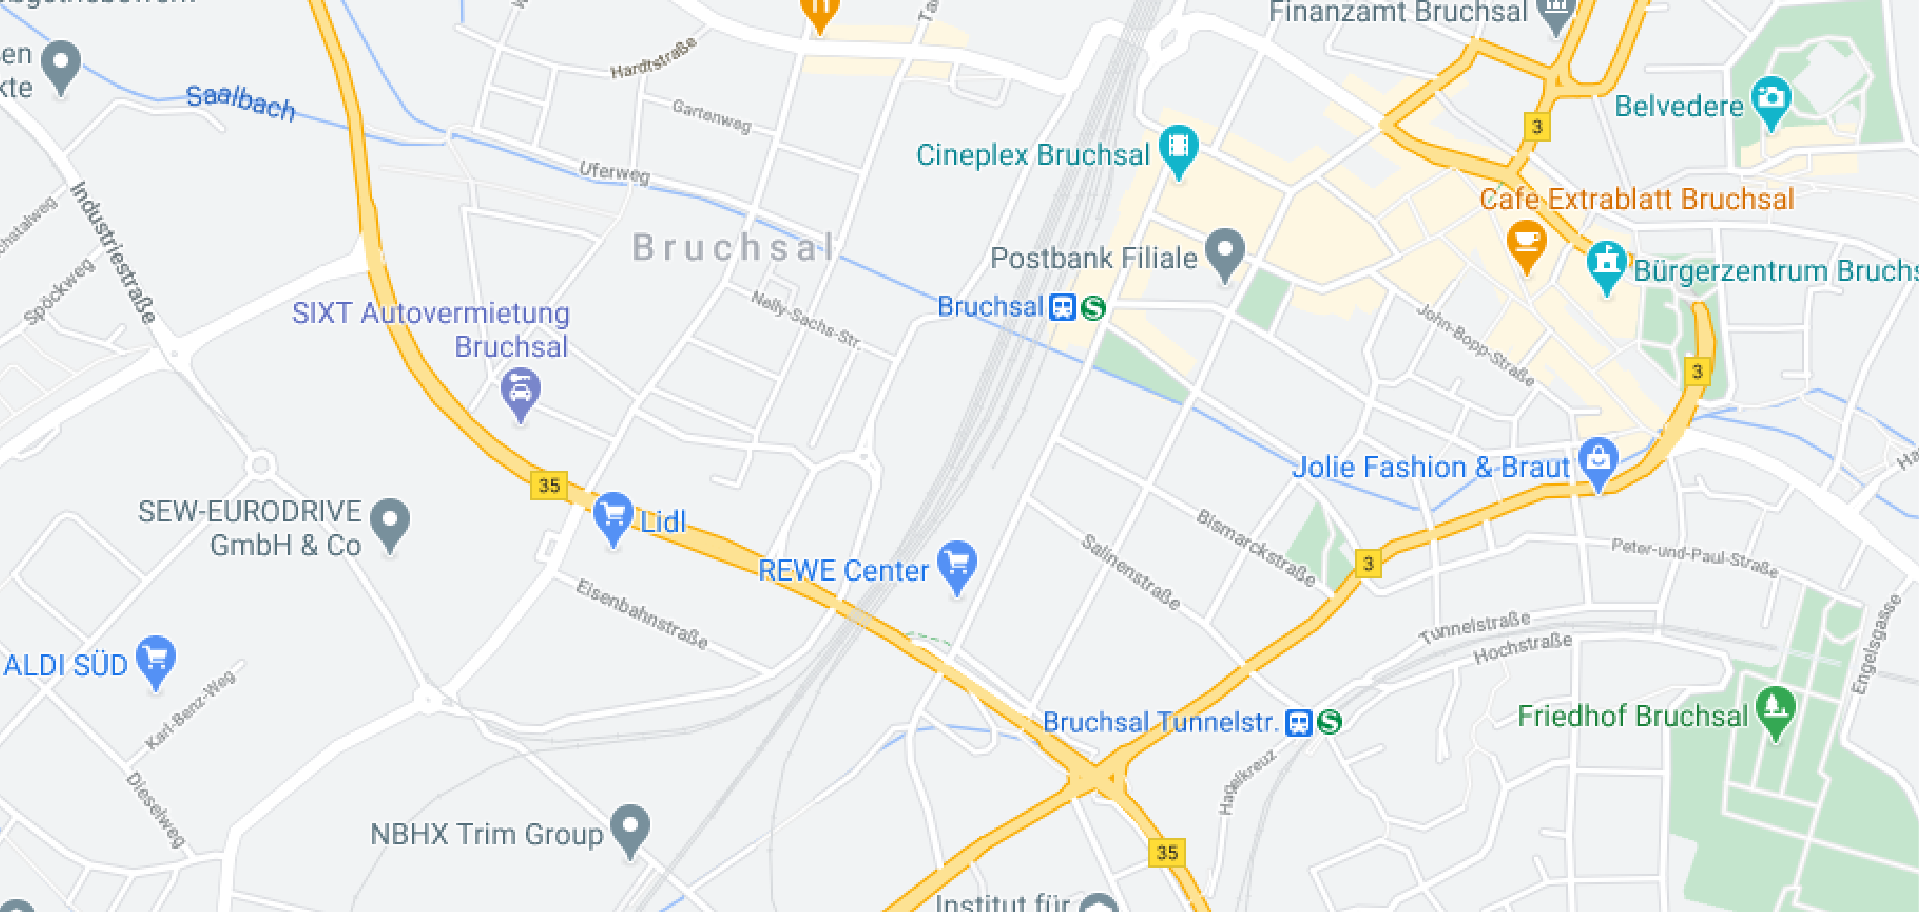 Finanzamt Bruchsal
Hardtstraße
Saalbach
Gartenweg
Belvedere
3
Cineplex Bruchsal
Uferweg
Industriestraße
Cafe Extrablatt Bruchsal
Bruchsal
Postbank Filiale
Bürgerzentrum Bruchs
Spöckweg
SIXT Autovermietung
Bruchsal
Nelly-Sachs-Str.
Bruchsal
S
John-Bopp-Straße
3
Jolie Fashion & Braut
35
SEW-EURODRIVE
GmbH & Co
Lidl
Bismarckstraße
Salinenstraße
REWE Center
3
Peter-und-Paul-Straße
Eisenbahnstraße
Tunnelstraße
Hochstraße
Engelsgasse
ALDI SÜD
Karl-Benz-Weg
Bruchsal Tunnelstr.
S
Friedhof Bruchsal
Dieselweg
NBHX Trim Group
35
Institut für